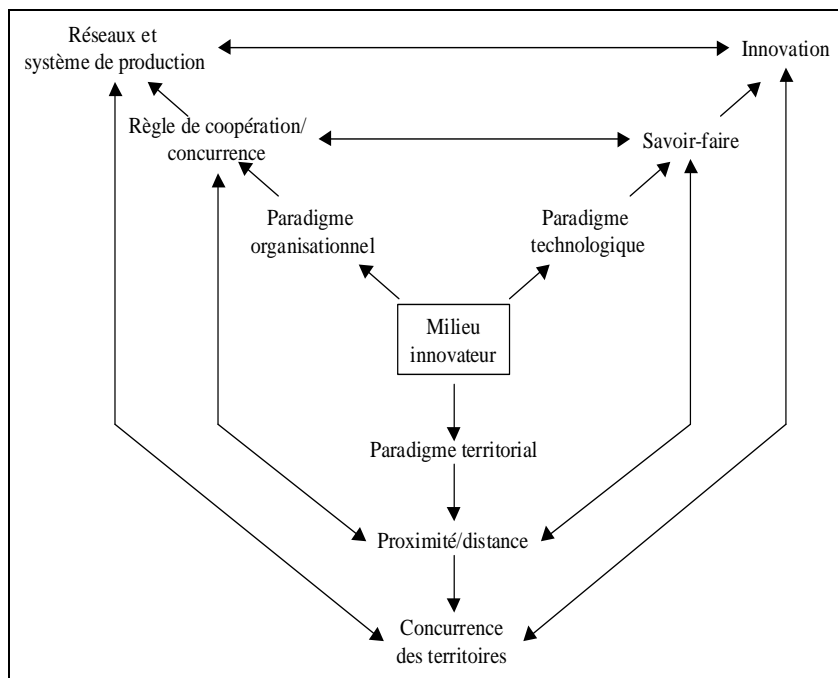 Réseaux et
système de production
Innovation
Règle de coopération/
concurrence
Savoir-faire
Paradigme
organisationnel
Paradigme
technologique
Milieu
innovateur
Paradigme territorial
Proximité/distance
Concurrence
des territoires